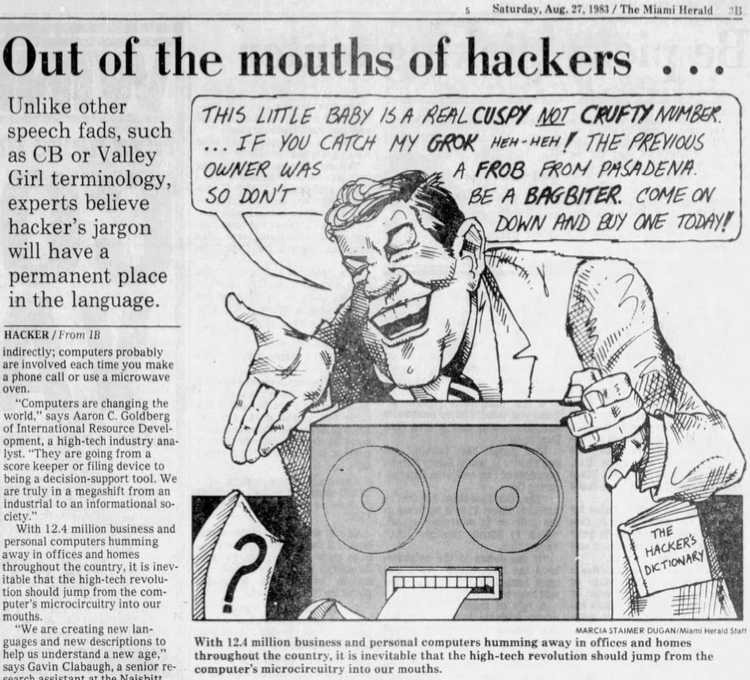 s Saturday, Aug. 27, 1983 / The Miami Herald 3B
Out of the mouths of hackers . . .
Unlike other
speech fads, such
as CB or Valley
Girl terminology,
experts believe
hacker's jargon
will have a
permanent place
in the language.
HACKER / From 1B
indirectly; computers probably
are involved each time you make
a phone call or use a microwave
oven.
"Computers are changing the
world," says Aaron C. Goldberg
of International Resource Devel-
opment, a high-tech industry ana-
lyst. "They are going from a
score keeper or filing device to
being a decision-support tool. We
are truly in a megashift from an
industrial to an informational so-
ciety."
With 12.4 million business and
personal computers humming
away in offices and homes
throughout the country, it is inev-
itable that the high-tech revolu-
tion should jump from the com-
puter's microcircuitry into our
mouths.
"We are creating new lan-
guages and new descriptions to
help us understand a new age,"
says Gavin Clabaugh, a senior re-
search assistant at the Naisbitt
THIS LITTLE BABY IS A REAL CUSPY NOT CRUFTY NUMBER.
... IF YOU CATCH MY GROK HEH-HEH! THE PREVIOUS
OWNER WAS A FROB FROM PASADENA.
SO DON'T BE A BAGBITER. COME ON
DOWN AND BUY ONE TODAY!
?
THE
HACKER'S
DICTIONARY
MARCIA STAIMER DUGAN/Miami Herald Staff
With 12.4 million business and personal computers humming away in offices and homes
throughout the country, it is inevitable that the high-tech revolution should jump from the
computer's microcircuitry into our mouths.